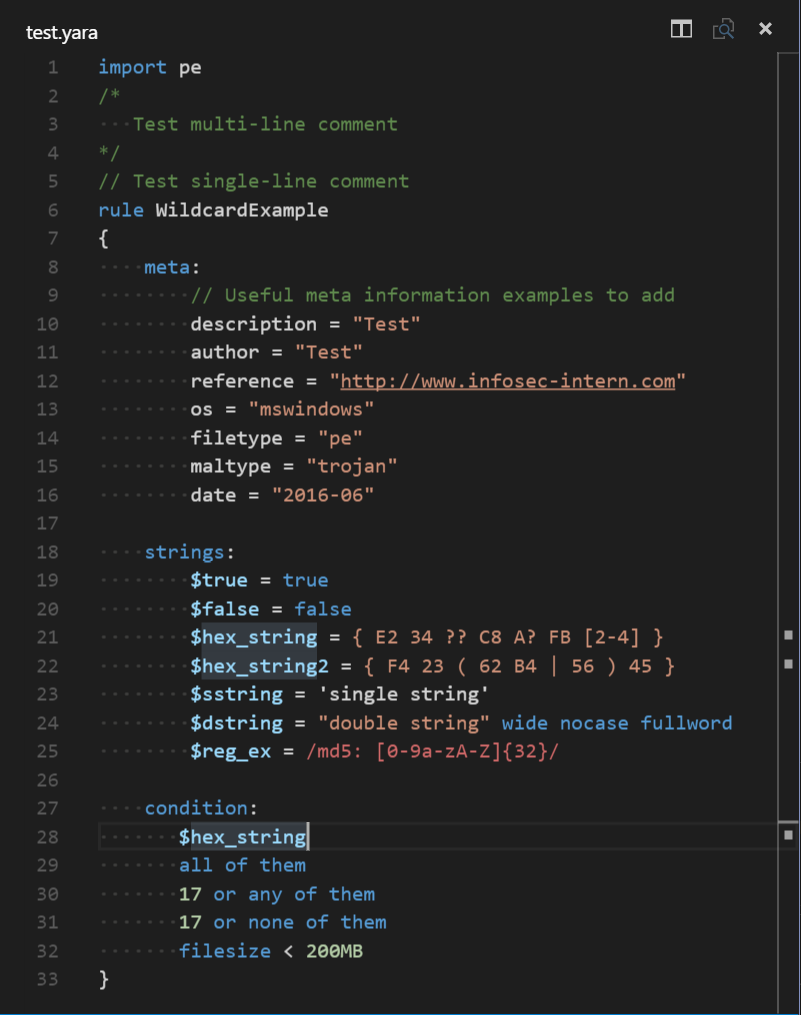 test.yara
1 import pe
2 /*
3    Test multi-line comment
4 */
5 // Test single-line comment
6 rule WildcardExample
7 {
8     meta:
9         // Useful meta information examples to add
10         description = "Test"
11         author = "Test"
12         reference = "http://www.infosec-intern.com"
13         os = "mswindows"
14         filetype = "pe"
15         maltype = "trojan"
16         date = "2016-06"
17
18     strings:
19         $true = true
20         $false = false
21         $hex_string = { E2 34 ?? C8 A? FB [2-4] }
22         $hex_string2 = { F4 23 ( 62 B4 | 56 ) 45 }
23         $sstring = 'single string'
24         $dstring = "double string" wide nocase fullword
25         $reg_ex = /md5: [0-9a-zA-Z]{32}/
26
27     condition:
28        $hex_string
29        all of them
30        17 or any of them
31        17 or none of them
32        filesize < 200MB
33 }